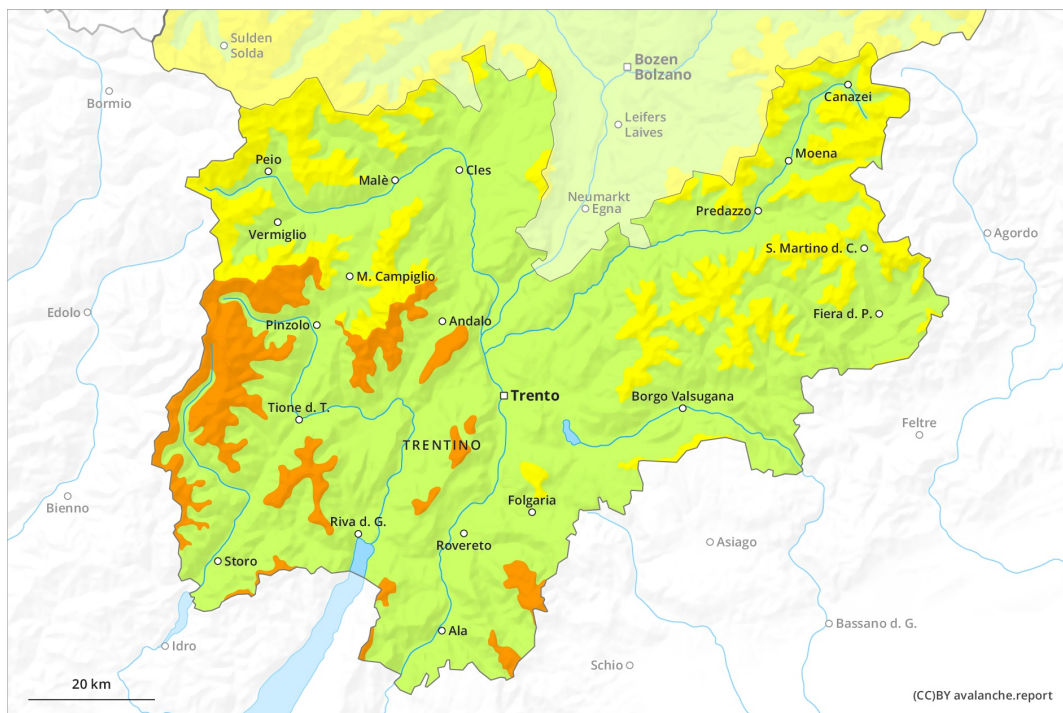 Sulden
Solda
Bormio
Bozen
Bolzano
Canazei
Leifers
Laives
Moena
Peio
Malè
Cles
Neumarkt
Egna
Predazzo
Vermiglio
Agordo
S. Martino d. C.
M. Campiglio
Edolo
Pinzolo
Andalo
Fiera d. P.
Trento
Borgo Valsugana
Tione d. T.
Feltre
TRENTINO
Bienno
Folgaria
Riva d. G.
Rovereto
Asiago
Storo
Bassano d. G.
Ala
Idro
Schio
20 km
(CC)BY avalanche.report